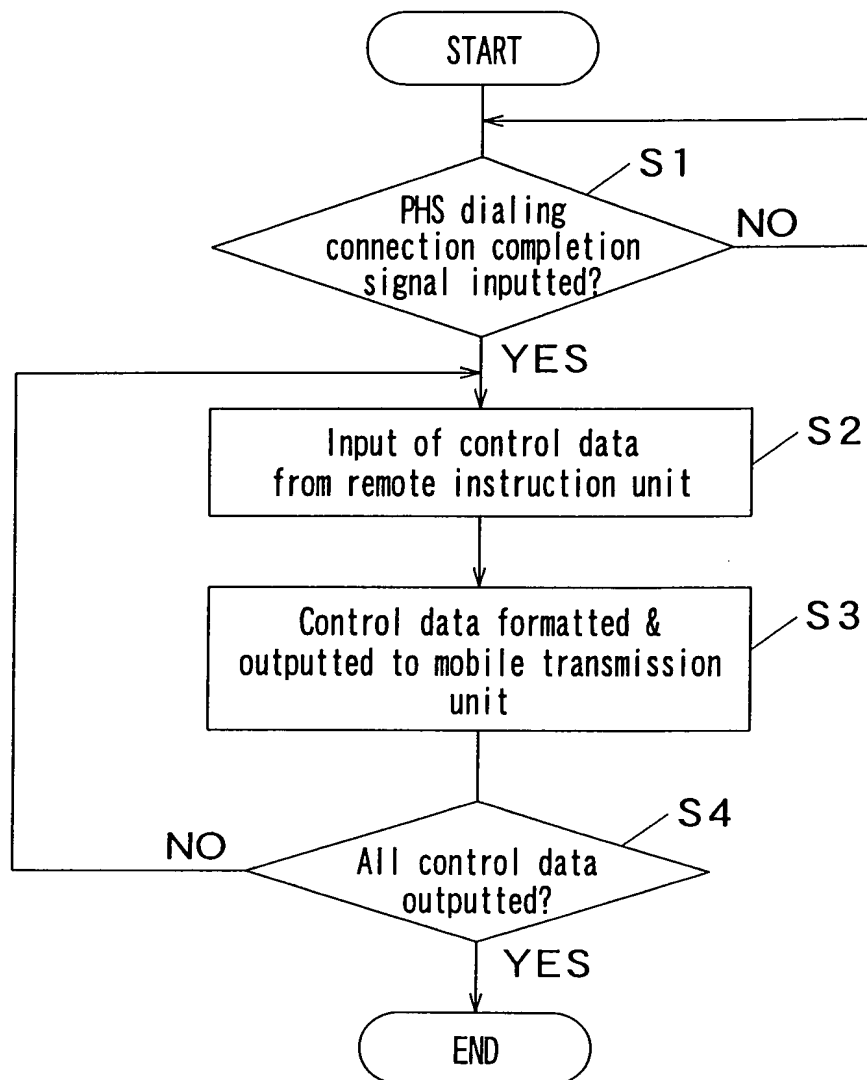 START
S1
PHS dialing
connection completion
signal inputted?
NO
YES
Input of control data
from remote instruction unit
S2
Control data formatted &
outputted to mobile transmission
unit
S3
S4
NO
All control data
outputted?
YES
END